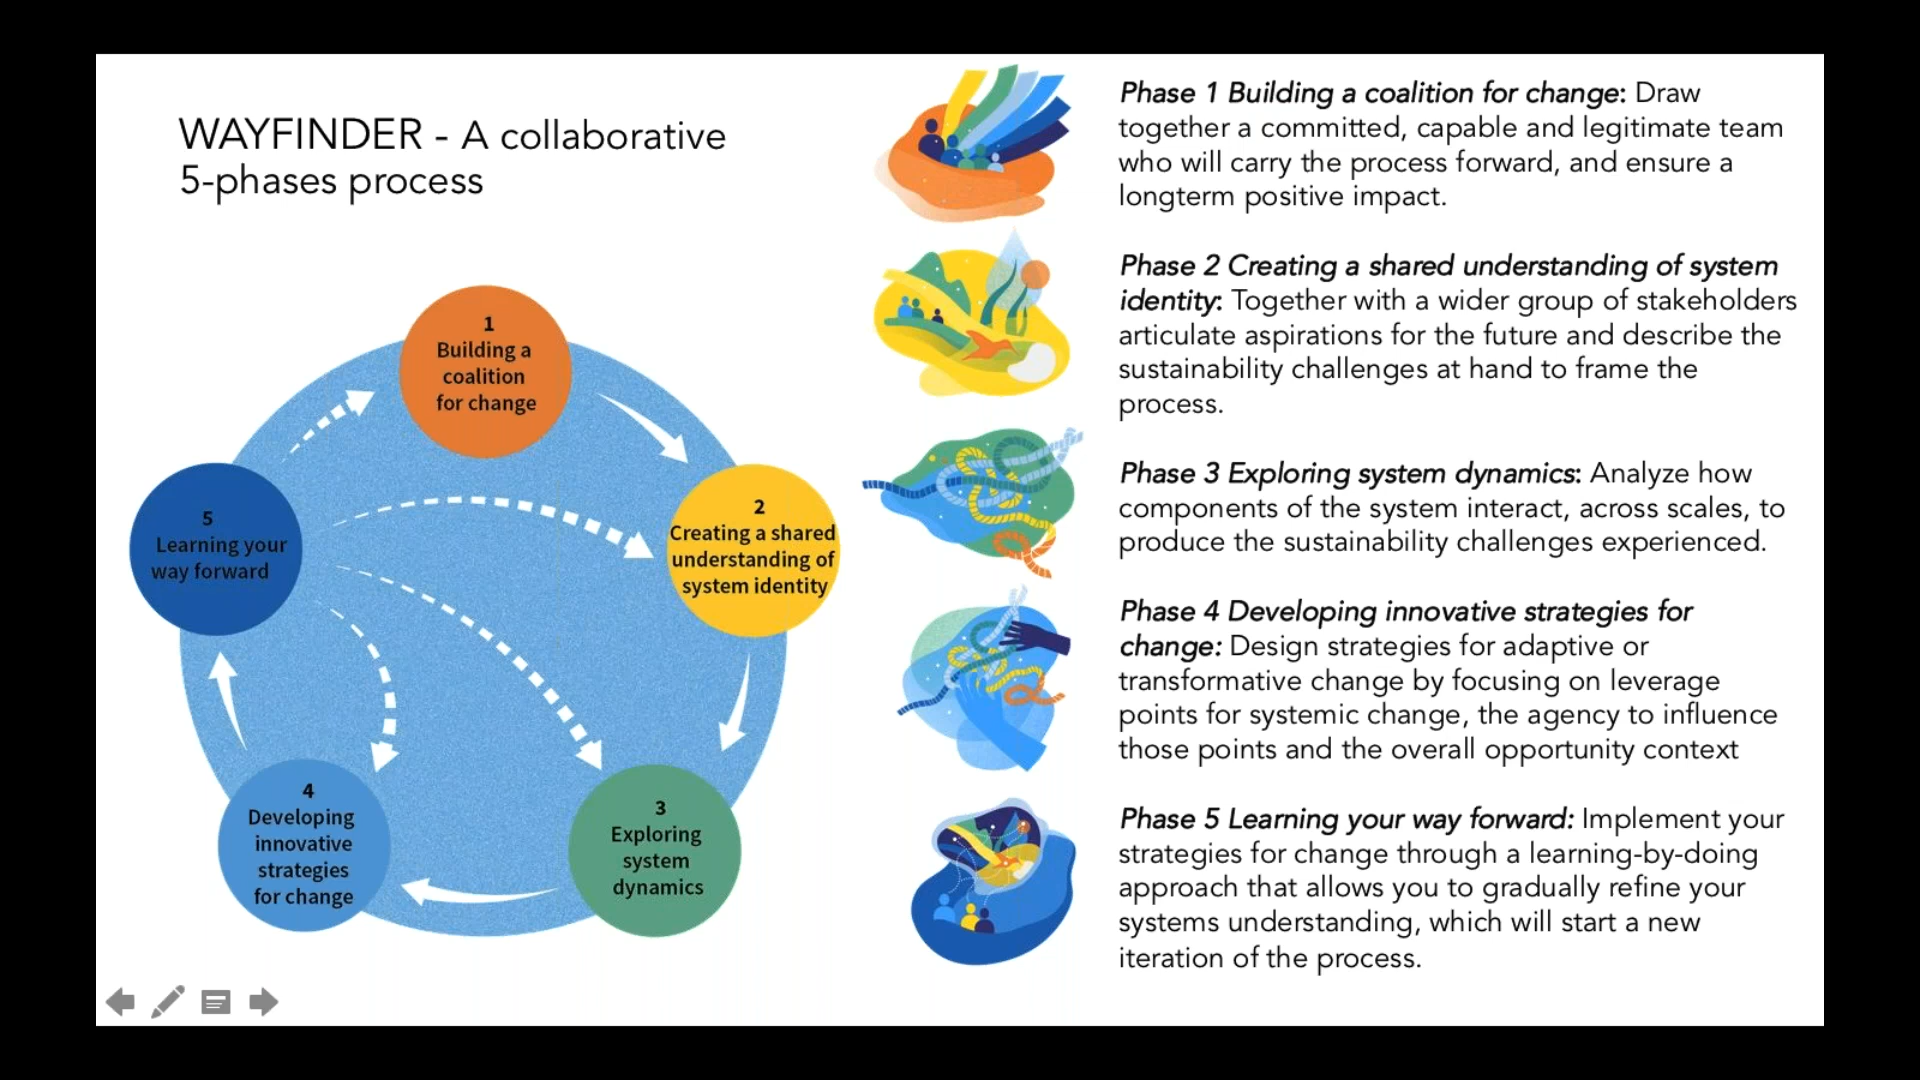 WAYFINDER - A collaborative
5-phases process
1
Building a
coalition
for change
2
Creating a shared
understanding of
system identity
3
Exploring
system
dynamics
4
Developing
innovative
strategies
for change
5
Learning your
way forward
Phase 1 Building a coalition for change: Draw
together a committed, capable and legitimate team
who will carry the process forward, and ensure a
longterm positive impact.
Phase 2 Creating a shared understanding of system
identity: Together with a wider group of stakeholders
articulate aspirations for the future and describe the
sustainability challenges at hand to frame the
process.
Phase 3 Exploring system dynamics: Analyze how
components of the system interact, across scales, to
produce the sustainability challenges experienced.
Phase 4 Developing innovative strategies for
change: Design strategies for adaptive or
transformative change by focusing on leverage
points for systemic change, the agency to influence
those points and the overall opportunity context
Phase 5 Learning your way forward: Implement your
strategies for change through a learning-by-doing
approach that allows you to gradually refine your
systems understanding, which will start a new
iteration of the process.